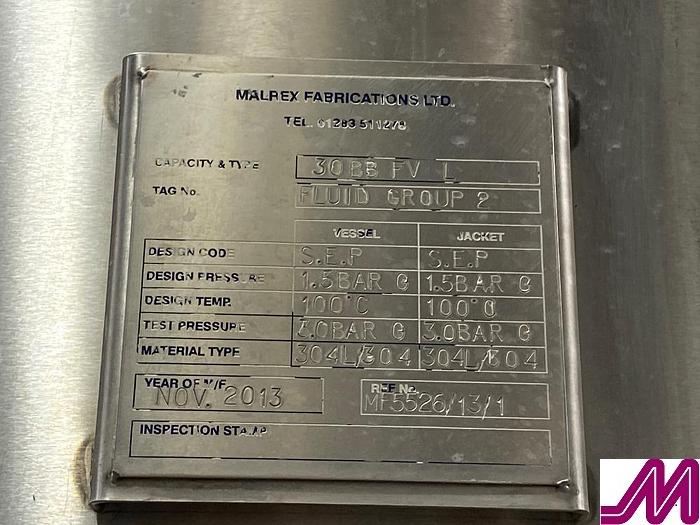 MALREX FABRICATIONS LTD.
TEL. 01283 511278
CAPACITY & TYPE 30BB FV L
TAG No. FLUID GROUP 2
VESSEL JACKET
DESIGN CODE S.E.P S.E.P
DESIGN PRESSURE 1.5BAR G 1.5BAR G
DESIGN TEMP. 100°C 100°C
TEST PRESSURE 3.0BAR G 3.0BAR G
MATERIAL TYPE 304L/304 304L/304
YEAR OF M/F. NOV. 2013 REF No. MF5526/13/1
INSPECTION STAMP
M